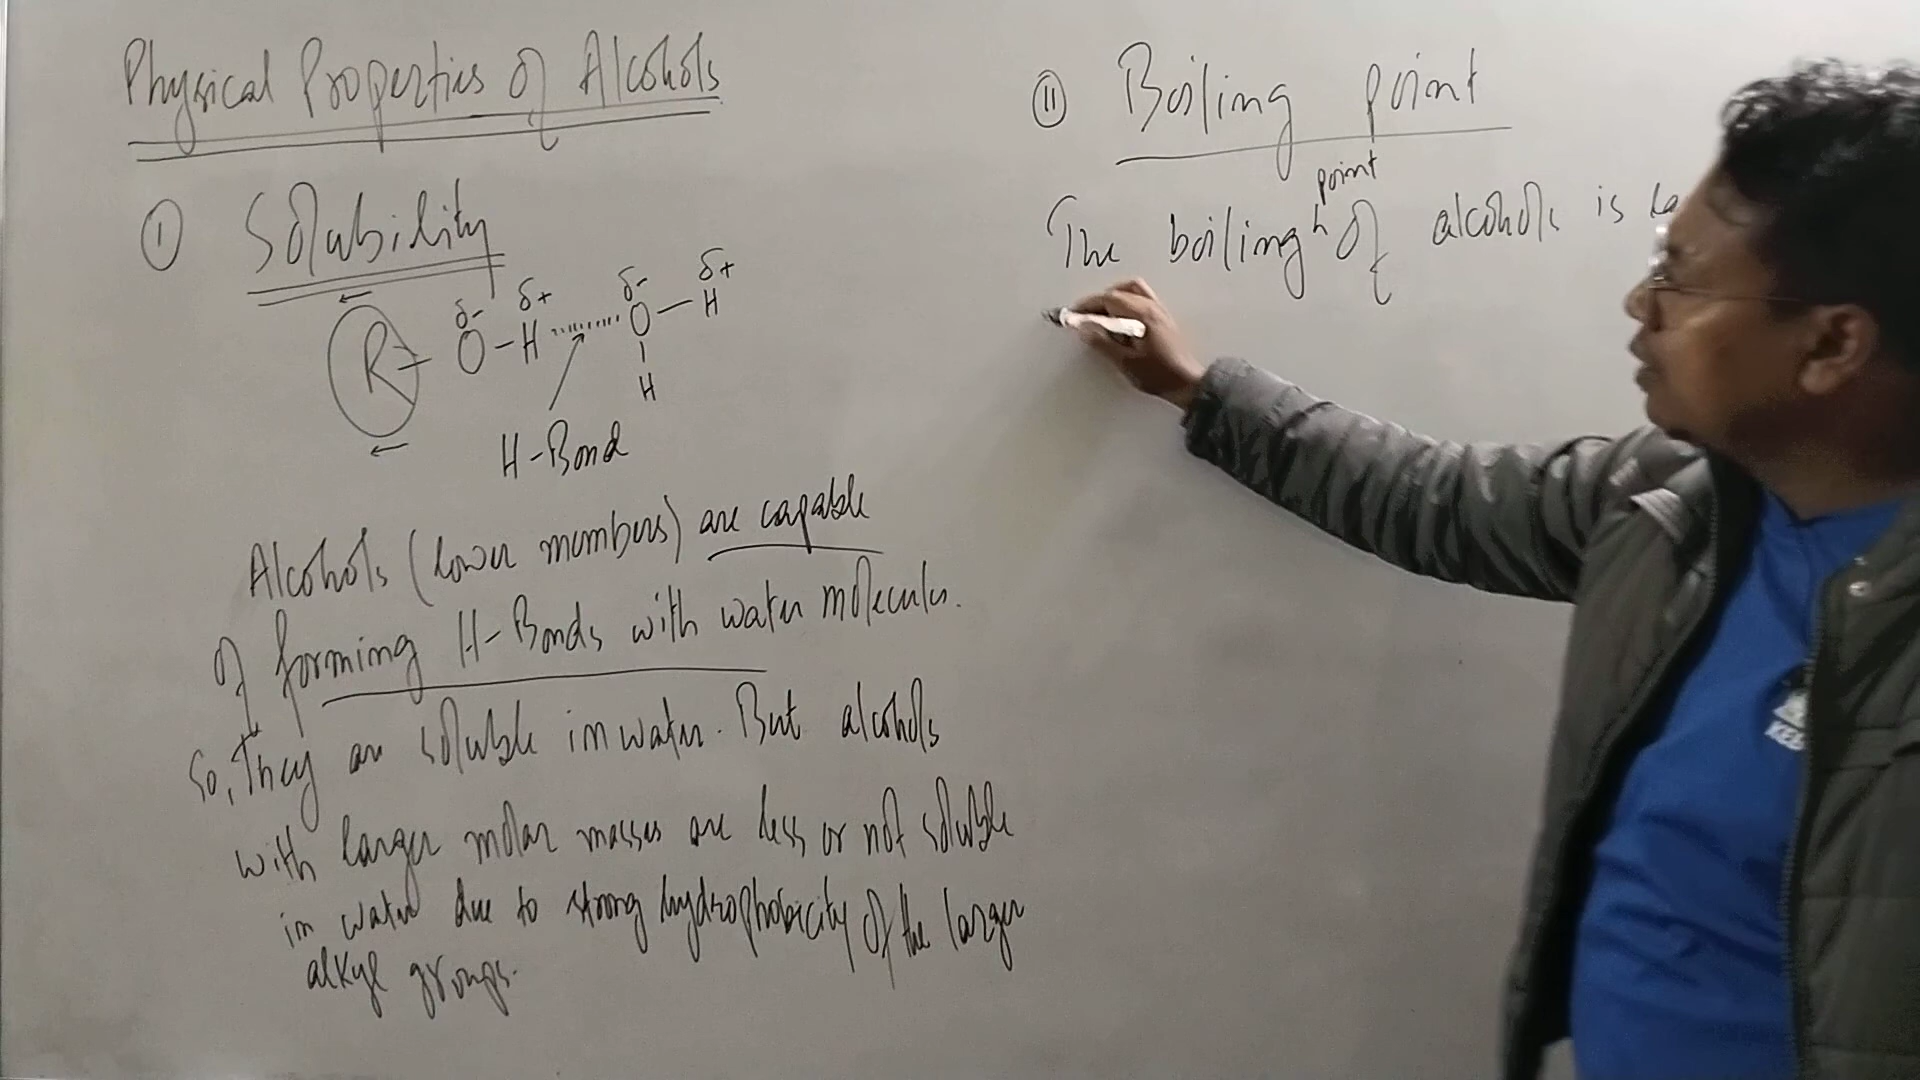 Physical Properties of Alcohols
I Solubility
δ- δ+ δ- δ+
R-O-H.........O-H
H
H-Bond
Alcohols (lower members) are capable
of forming H-Bonds with water molecules.
So, They are soluble in water. But alcohols
with larger molar masses are less or not soluble
in water due to strong hydrophobicity of the larger
alkyl groups.
II Boiling point
point
The boiling of alcohols is